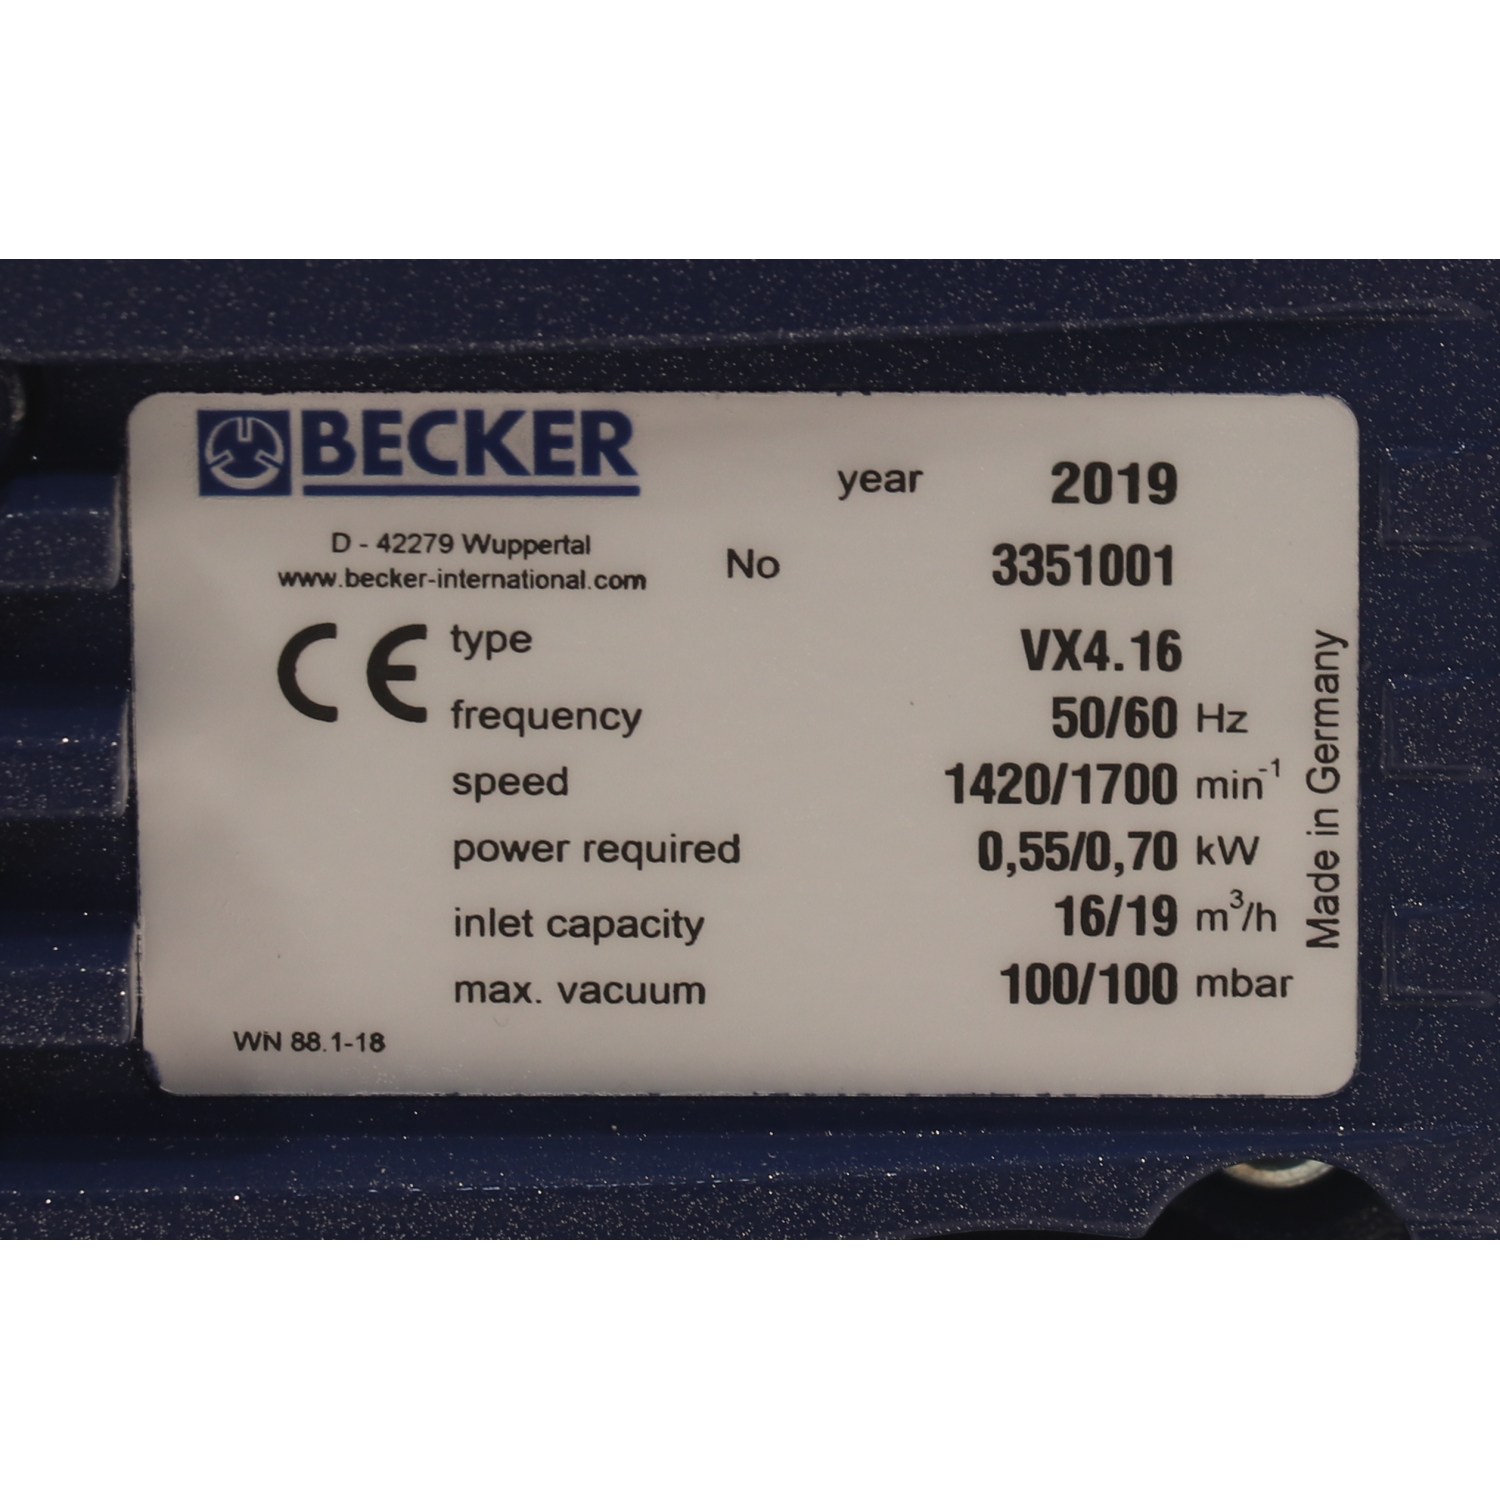 BECKER
D - 42279 Wuppertal
www.becker-international.com
year 2019
No 3351001
CE
type VX4.16
frequency 50/60 Hz
speed 1420/1700 min⁻¹
power required 0,55/0,70 kW
inlet capacity 16/19 m³/h
max. vacuum 100/100 mbar
WN 88.1-18
Made in Germany